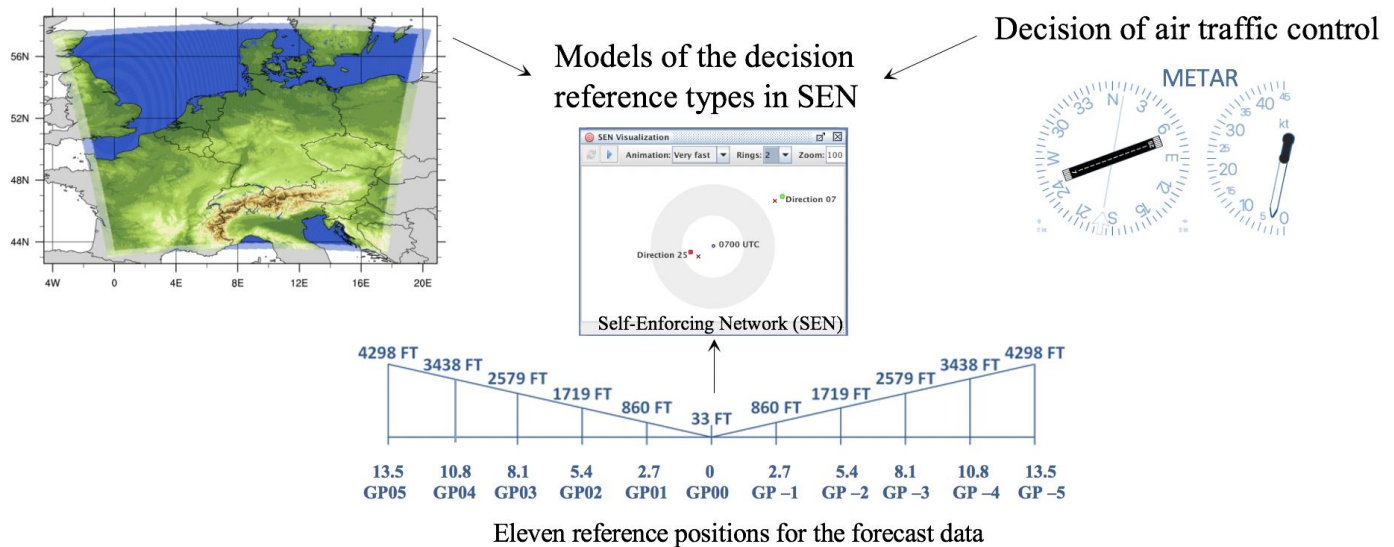 56N
52N
48N
44N
4W 0 4E 8E 12E 16E 20E
Models of the decision
reference types in SEN
Decision of air traffic control
METAR
N 3 6 E 12 15 S 21 24 W 30 33
45
40
35
kt
30
25
20
15
10
5
0
SEN Visualization
Animation: Very fast Rings: 2 Zoom: 100
Direction 07
0700 UTC
Direction 25
Self-Enforcing Network (SEN)
4298 FT 3438 FT 2579 FT 1719 FT 860 FT 33 FT 860 FT 1719 FT 2579 FT 3438 FT 4298 FT
13.5 10.8 8.1 5.4 2.7 0 2.7 5.4 8.1 10.8 13.5
GP05 GP04 GP03 GP02 GP01 GP00 GP –1 GP –2 GP –3 GP –4 GP –5
Eleven reference positions for the forecast data